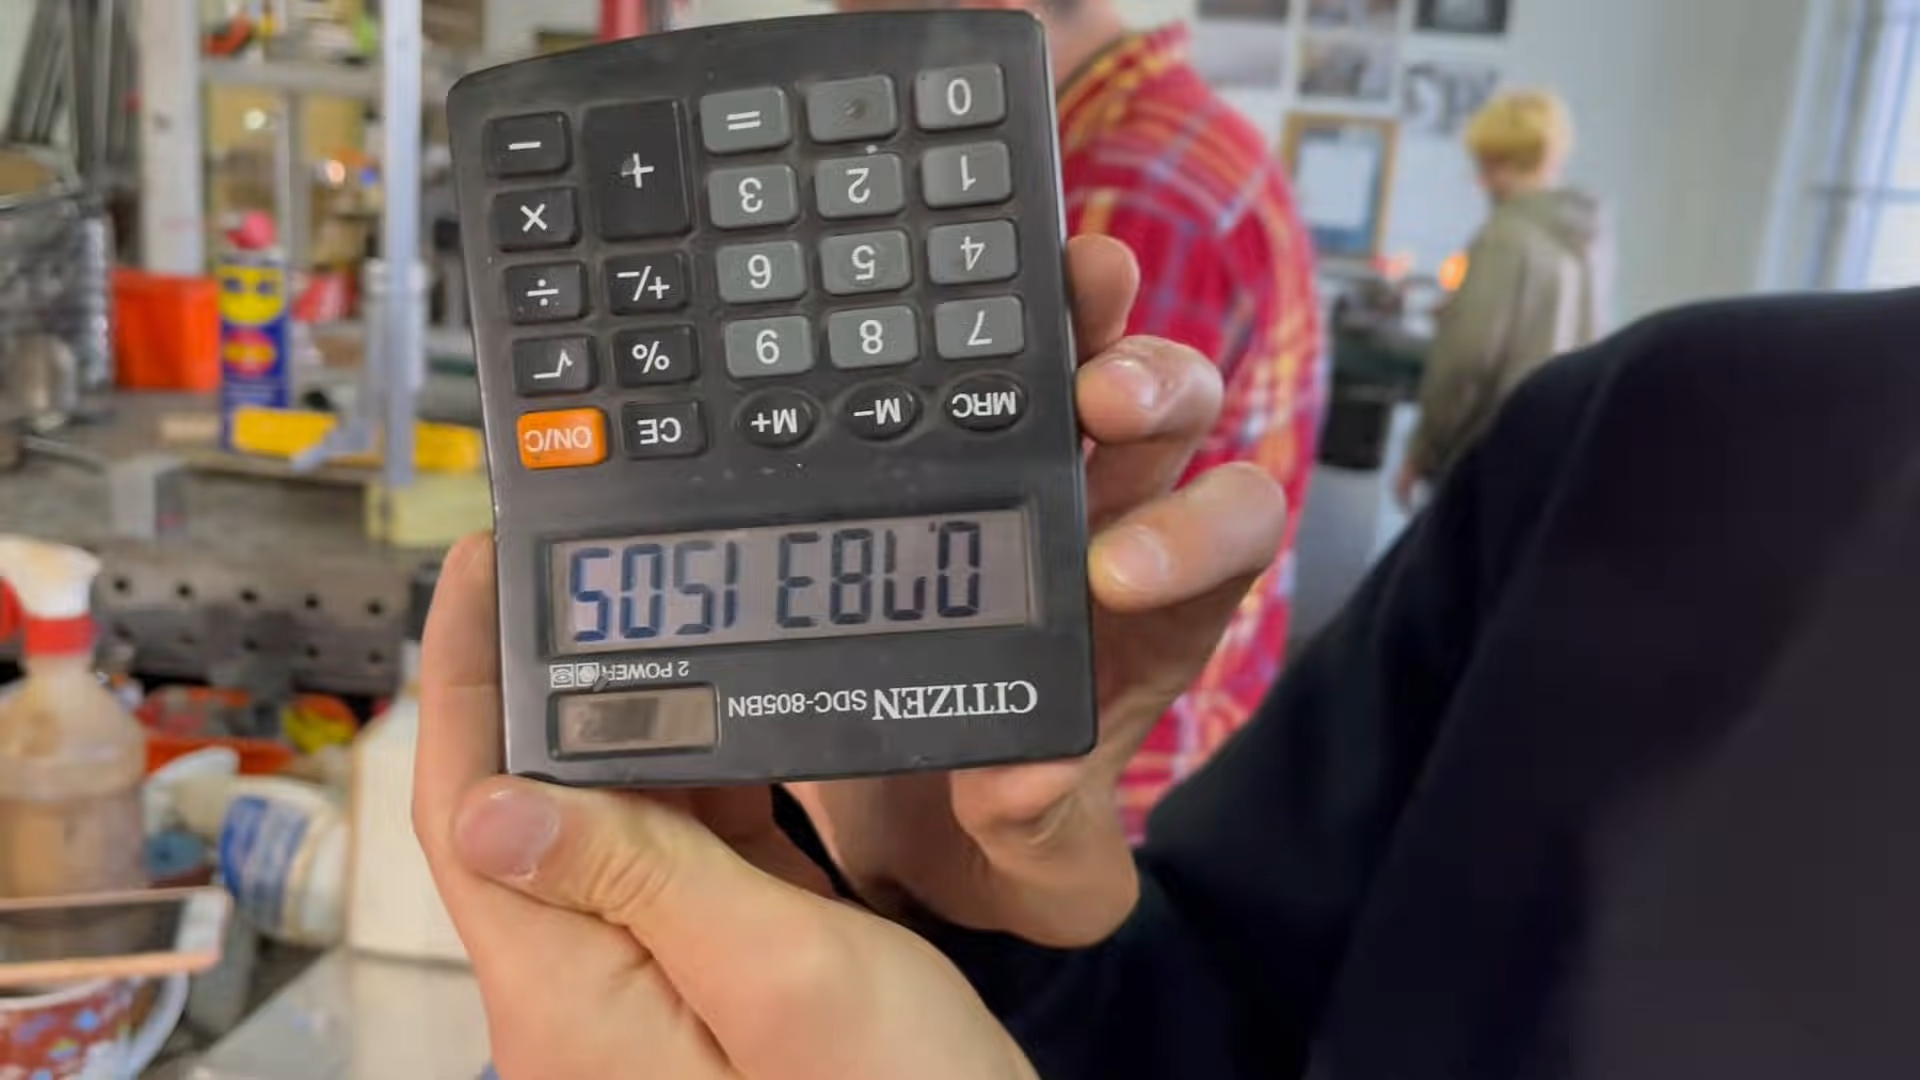 CITIZEN SDC-805BN
2 POWER
0.7831505
MRC M− M+ CE ON/C
7 8 9 % √
4 5 6 +/− ÷
1 2 3 + ×
0 . = −